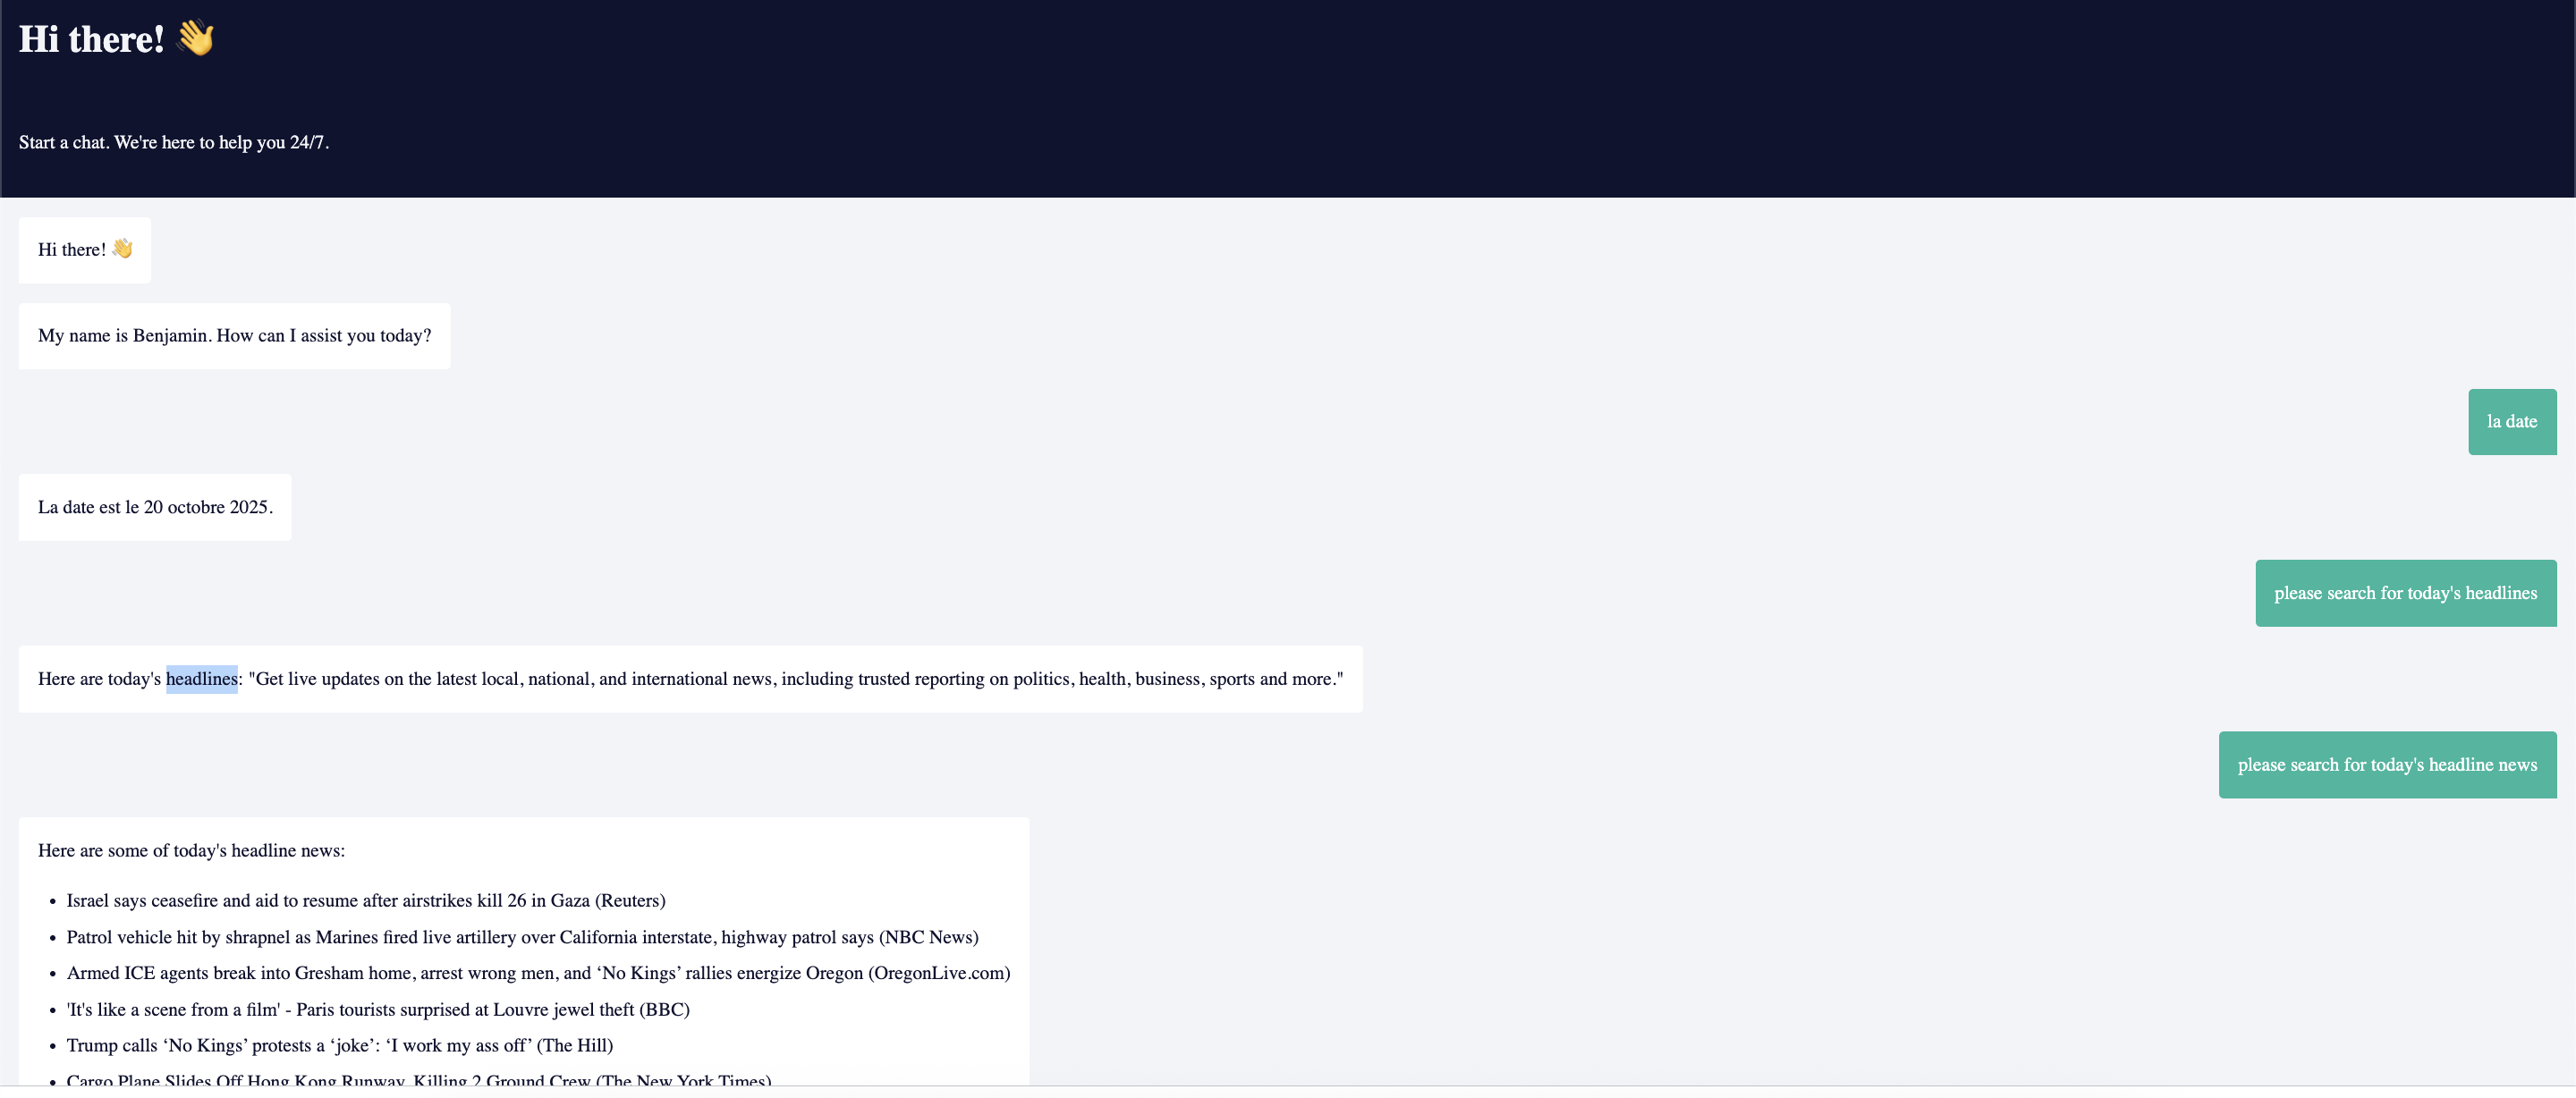 Hi there! 👋
Start a chat. We're here to help you 24/7.
Hi there! 👋
My name is Benjamin. How can I assist you today?
la date
La date est le 20 octobre 2025.
please search for today's headlines
Here are today's headlines: "Get live updates on the latest local, national, and international news, including trusted reporting on politics, health, business, sports and more."
please search for today's headline news
Here are some of today's headline news:
• Israel says ceasefire and aid to resume after airstrikes kill 26 in Gaza (Reuters)
• Patrol vehicle hit by shrapnel as Marines fired live artillery over California interstate, highway patrol says (NBC News)
• Armed ICE agents break into Gresham home, arrest wrong men, and ‘No Kings’ rallies energize Oregon (OregonLive.com)
• 'It's like a scene from a film' - Paris tourists surprised at Louvre jewel theft (BBC)
• Trump calls ‘No Kings’ protests a ‘joke’: ‘I work my ass off’ (The Hill)
• Cargo Plane Slides Off Hong Kong Runway, Killing 2 Ground Crew (The New York Times)